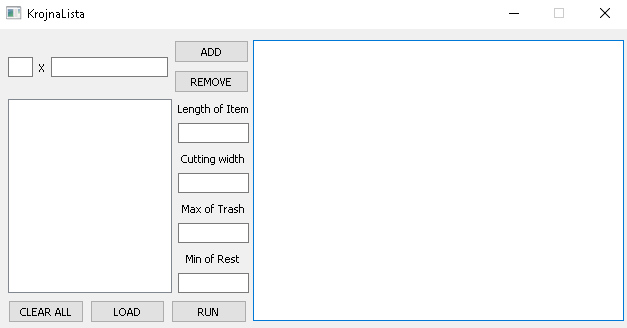 KrojnaLista
ADD
X
REMOVE
Length of Item
Cutting width
Max of Trash
Min of Rest
CLEAR ALL LOAD RUN